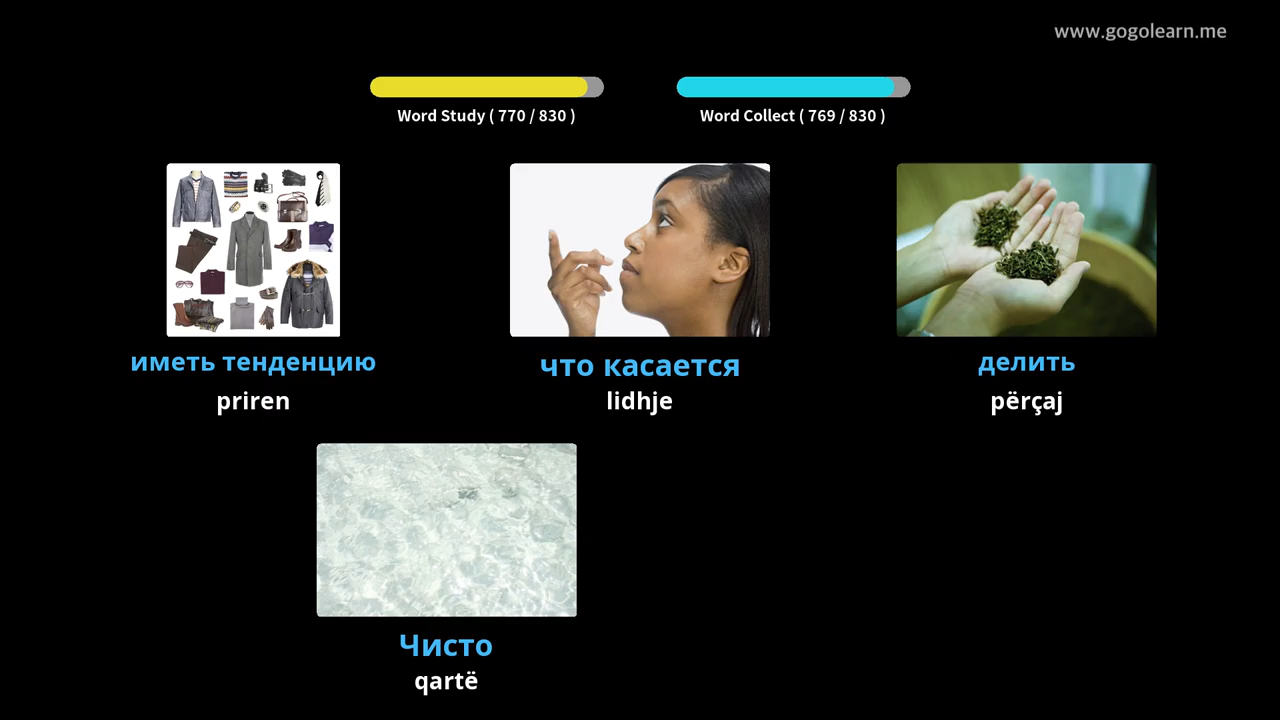 www.gogolearn.me
Word Study ( 770 / 830 )
Word Collect ( 769 / 830 )
иметь тенденцию
priren
что касается
lidhje
делить
përçaj
Чисто
qartë